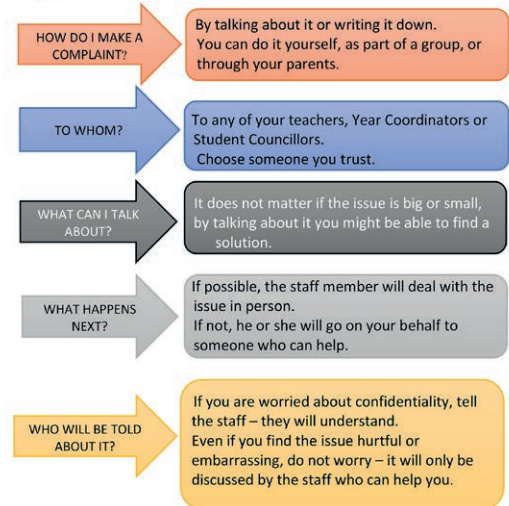 HOW DO I MAKE A
COMPLAINT?
By talking about it or writing it down.
You can do it yourself, as part of a group, or
through your parents.
TO WHOM?
To any of your teachers, Year Coordinators or
Student Councillors.
Choose someone you trust.
WHAT CAN I TALK
ABOUT?
It does not matter if the issue is big or small,
by talking about it you might be able to find a
solution.
WHAT HAPPENS
NEXT?
If possible, the staff member will deal with the
issue in person.
If not, he or she will go on your behalf to
someone who can help.
WHO WILL BE TOLD
ABOUT IT?
If you are worried about confidentiality, tell
the staff – they will understand.
Even if you find the issue hurtful or
embarrassing, do not worry – it will only be
discussed by the staff who can help you.